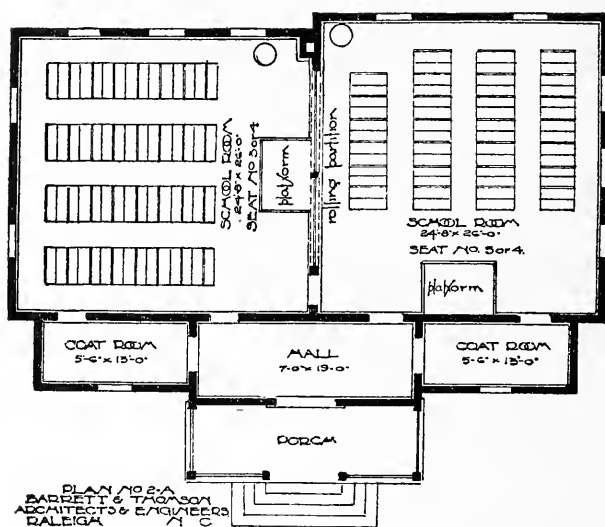 SCHOOL ROOM
24'-8" x 26'-0"
SEAT NO 3 or 4
platform
rolling partition
SCHOOL ROOM
24'-8" x 26'-0"
SEAT NO. 3 or 4.
platform
COAT ROOM
5'-6" x 13'-0"
HALL
7'-0" x 19'-0"
COAT ROOM
5'-6" x 13'-0"
PORCH
PLAN NO 2-A
BARRETT & THOMSON
ARCHITECTS & ENGINEERS
RALEIGH N C